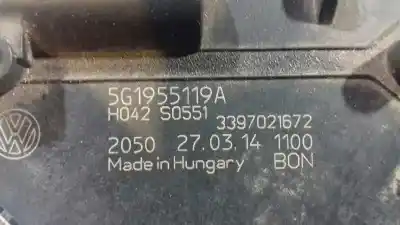 5G1955119A
H042 S0551
3397021672
2050 27.03.14 1100
Made in Hungary BON